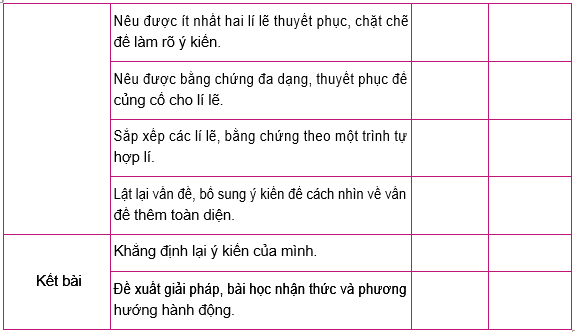 Nêu được ít nhất hai lí lẽ thuyết phục, chặt chẽ
để làm rõ ý kiến.
Nêu được bằng chứng đa dạng, thuyết phục để
củng cố cho lí lẽ.
Sắp xếp các lí lẽ, bằng chứng theo một trình tự
hợp lí.
Lật lại vấn đề, bổ sung ý kiến để cách nhìn về vấn
đề thêm toàn diện.
Kết bài
Khẳng định lại ý kiến của mình.
Đề xuất giải pháp, bài học nhận thức và phương
hướng hành động.